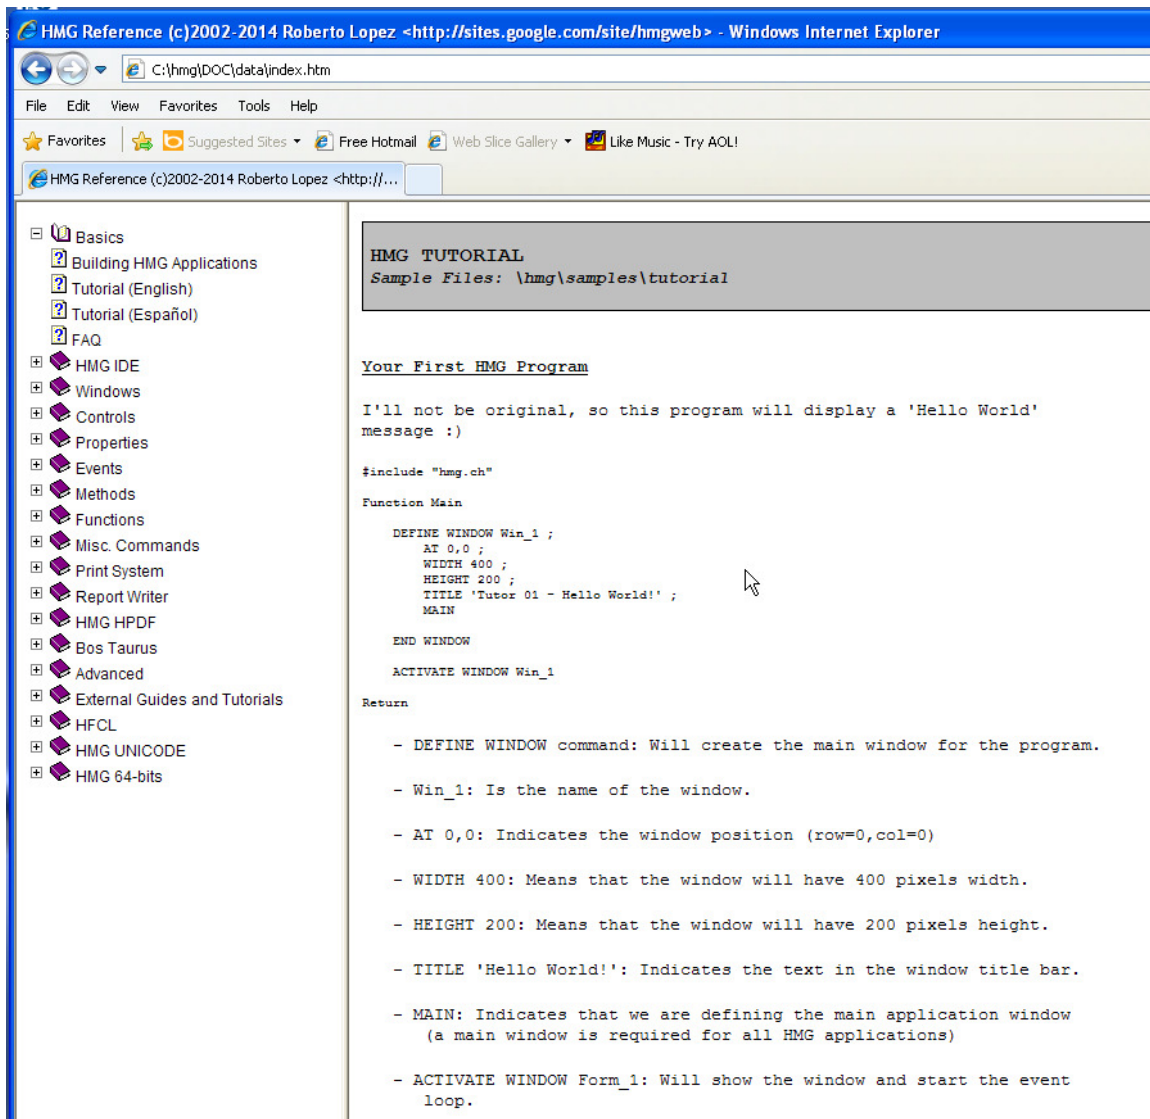 HMG Reference (c)2002-2014 Roberto Lopez <http://sites.google.com/site/hmgweb> - Windows Internet Explorer
C:\hmg\DOC\data\index.htm
File Edit View Favorites Tools Help
Favorites Suggested Sites Free Hotmail Web Slice Gallery Like Music - Try AOL!
HMG Reference (c)2002-2014 Roberto Lopez <http://...
Basics
Building HMG Applications
Tutorial (English)
Tutorial (Español)
FAQ
HMG IDE
Windows
Controls
Properties
Events
Methods
Functions
Misc. Commands
Print System
Report Writer
HMG HPDF
Bos Taurus
Advanced
External Guides and Tutorials
HFCL
HMG UNICODE
HMG 64-bits
HMG TUTORIAL
Sample Files: \hmg\samples\tutorial
Your First HMG Program
I'll not be original, so this program will display a 'Hello World'
message :)
#include "hmg.ch"
Function Main
DEFINE WINDOW Win_1 ;
AT 0,0 ;
WIDTH 400 ;
HEIGHT 200 ;
TITLE 'Tutor 01 - Hello World!' ;
MAIN
END WINDOW
ACTIVATE WINDOW Win_1
Return
- DEFINE WINDOW command: Will create the main window for the program.
- Win_1: Is the name of the window.
- AT 0,0: Indicates the window position (row=0,col=0)
- WIDTH 400: Means that the window will have 400 pixels width.
- HEIGHT 200: Means that the window will have 200 pixels height.
- TITLE 'Hello World!': Indicates the text in the window title bar.
- MAIN: Indicates that we are defining the main application window
(a main window is required for all HMG applications)
- ACTIVATE WINDOW Form_1: Will show the window and start the event
loop.